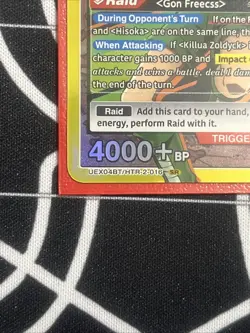 Raid <Gon Freecss>
During Opponent's Turn If on the
and <Hisoka> are on the same line, th
When Attacking If <Killua Zoldyck>
character gains 1000 BP and Impact
attacks and wins a battle, deal 1 dam
the end of the turn.
Raid Add this card to your hand,
energy, perform Raid with it.
TRIGGE
4000+ BP
UEX04BT/HTR-2-016 SR